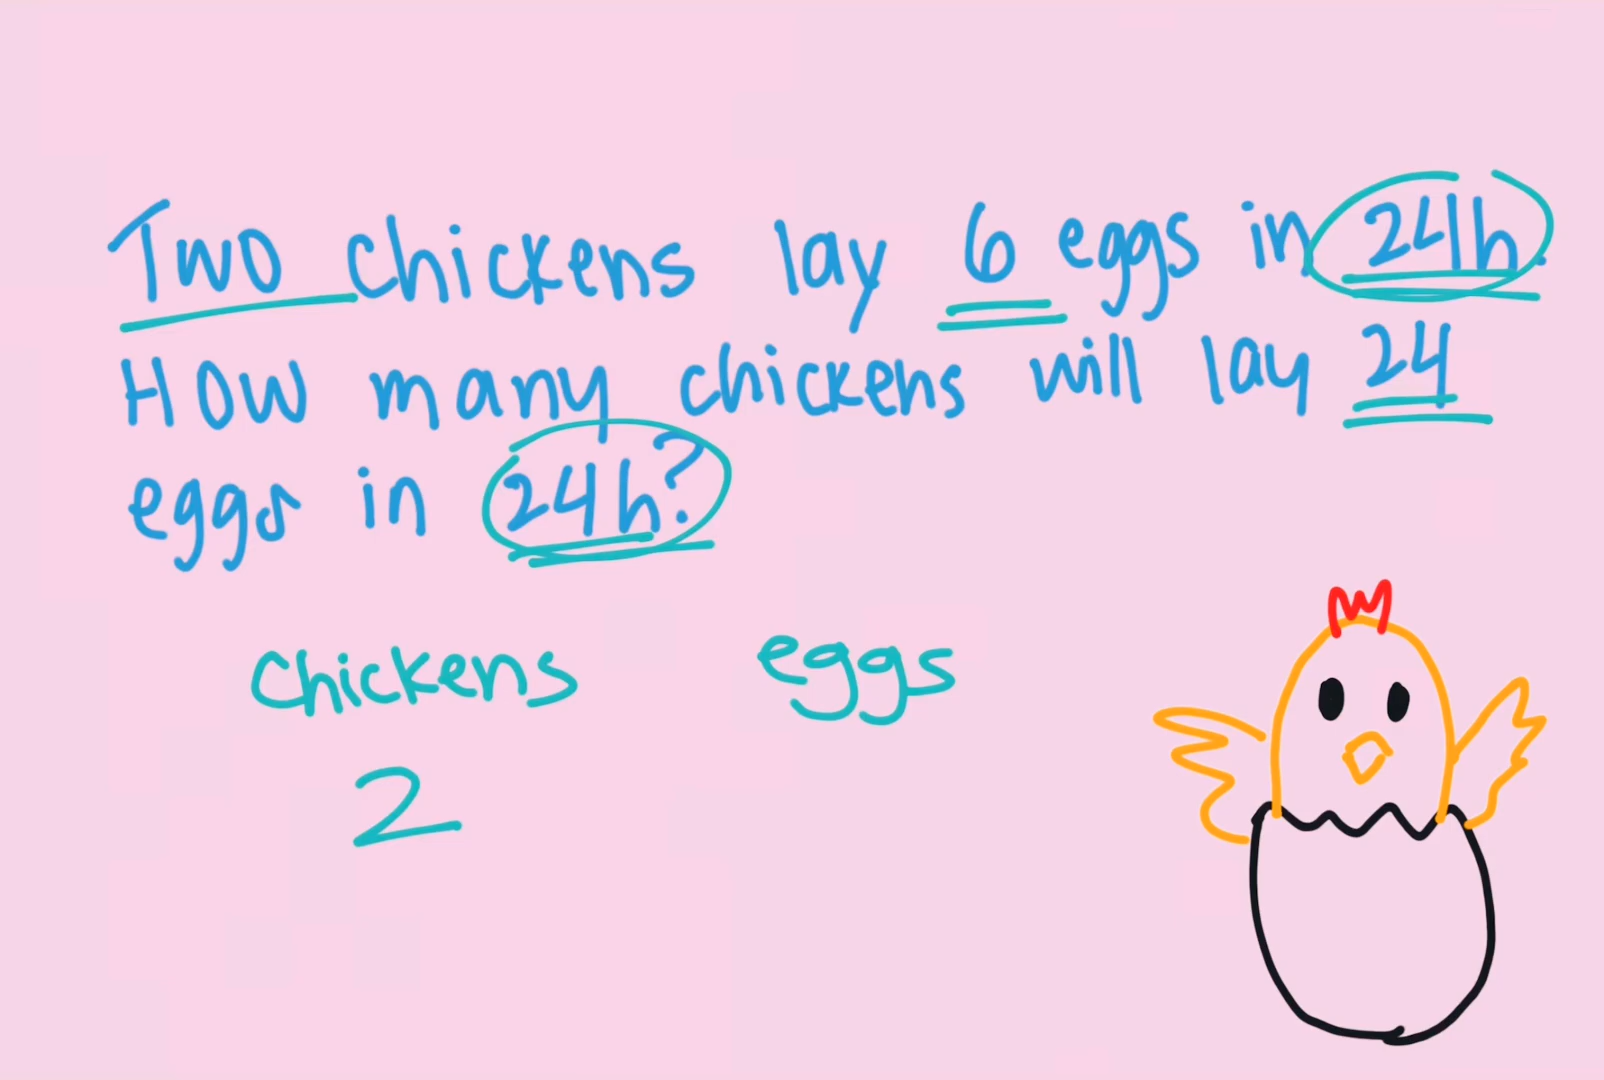 Two chickens lay 6 eggs in 24h.
How many chickens will lay 24
eggs in 24h?
chickens eggs
2